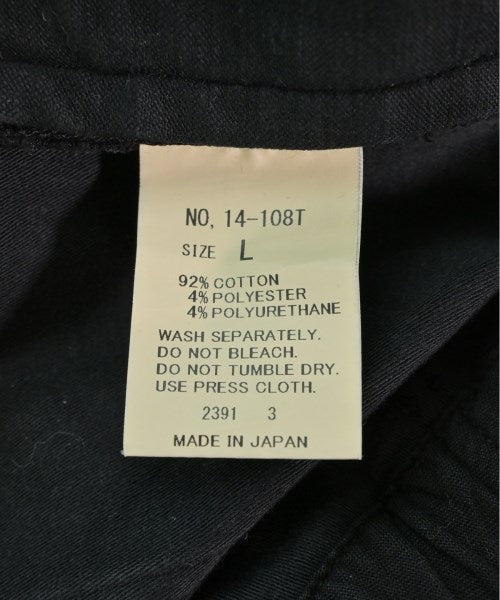 NO, 14-108T
SIZE L
92% COTTON
4% POLYESTER
4% POLYURETHANE
WASH SEPARATELY.
DO NOT BLEACH.
DO NOT TUMBLE DRY.
USE PRESS CLOTH.
2391 3
MADE IN JAPAN